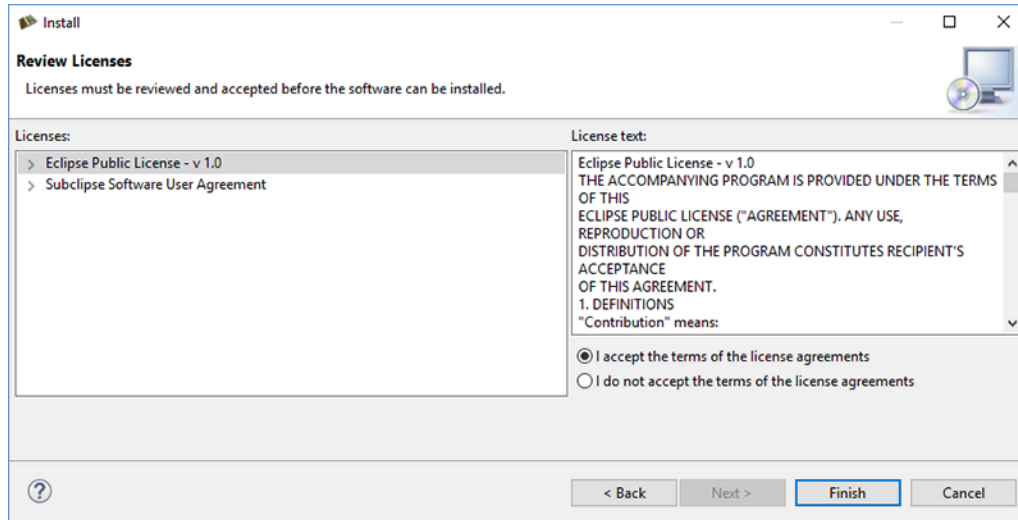 Install
Review Licenses
Licenses must be reviewed and accepted before the software can be installed.
Licenses:
Eclipse Public License - v 1.0
Subclipse Software User Agreement
License text:
Eclipse Public License - v 1.0
THE ACCOMPANYING PROGRAM IS PROVIDED UNDER THE TERMS
OF THIS
ECLIPSE PUBLIC LICENSE ("AGREEMENT"). ANY USE,
REPRODUCTION OR
DISTRIBUTION OF THE PROGRAM CONSTITUTES RECIPIENT'S
ACCEPTANCE
OF THIS AGREEMENT.
1. DEFINITIONS
"Contribution" means:
I accept the terms of the license agreements
I do not accept the terms of the license agreements
?
< Back
Next >
Finish
Cancel